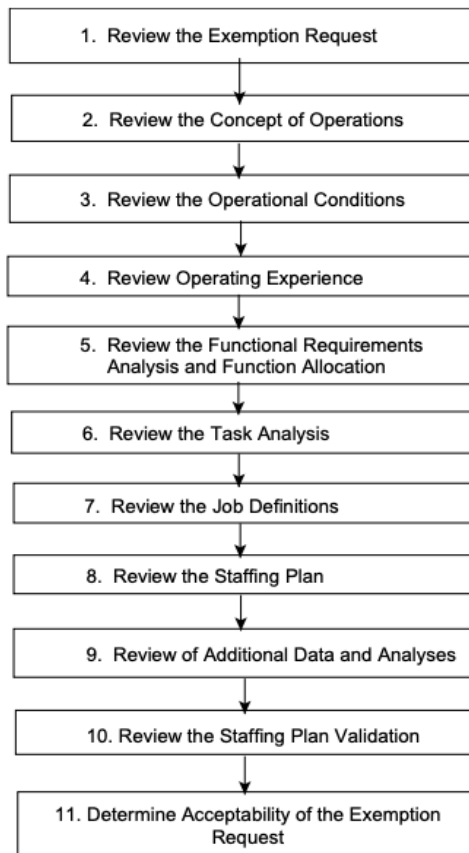 1. Review the Exemption Request
2. Review the Concept of Operations
3. Review the Operational Conditions
4. Review Operating Experience
5. Review the Functional Requirements
Analysis and Function Allocation
6. Review the Task Analysis
7. Review the Job Definitions
8. Review the Staffing Plan
9. Review of Additional Data and Analyses
10. Review the Staffing Plan Validation
11. Determine Acceptability of the Exemption
Request